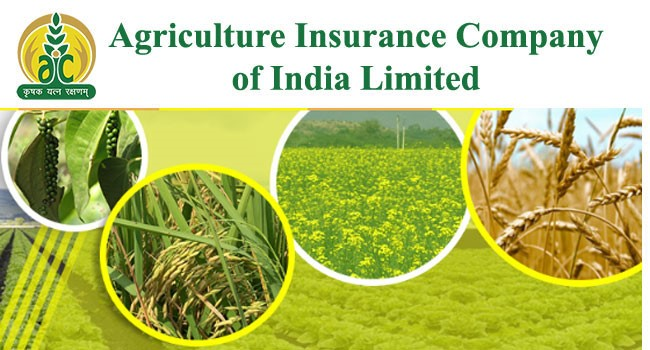 Agriculture Insurance Company
of India Limited
aic
कृषक यत्न रक्षणम्